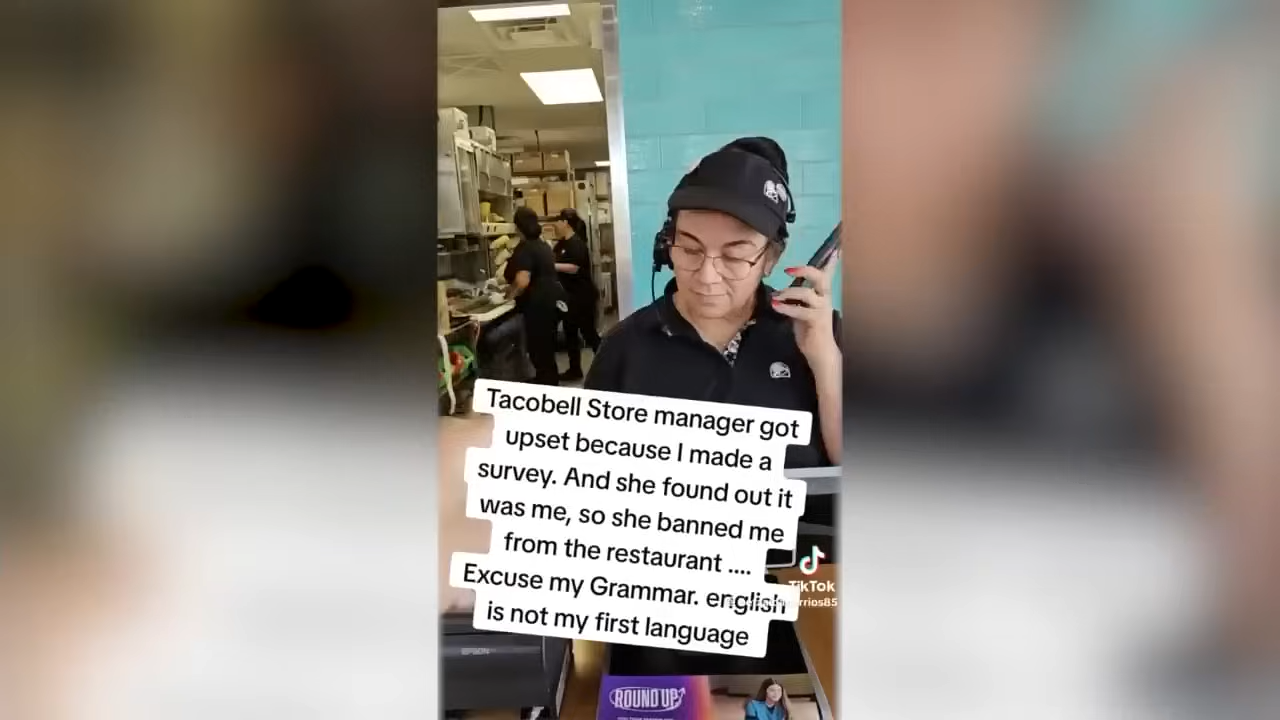 Tacobell Store manager got
upset because I made a
survey. And she found out it
was me, so she banned me
from the restaurant ....
Excuse my Grammar. english
is not my first language
TikTok
EPSON
ROUND UP